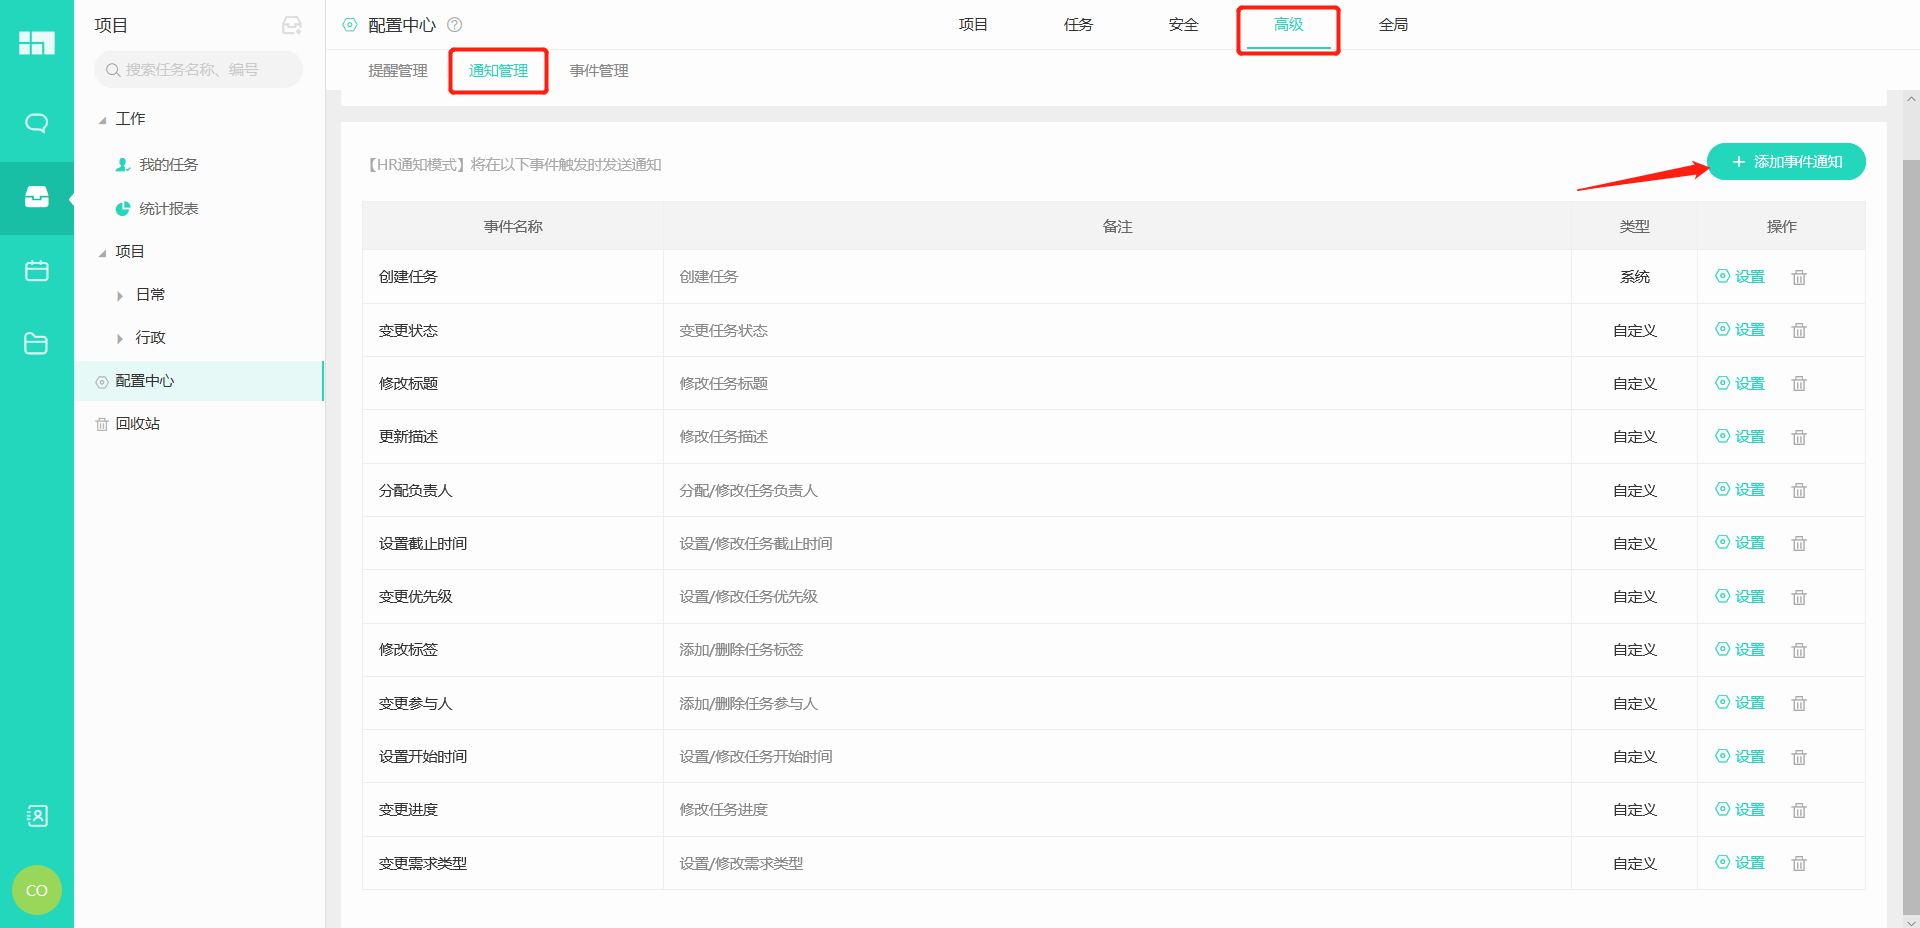 项目
搜索任务名称、编号
工作
我的任务
统计报表
项目
日常
行政
配置中心
回收站
CO
配置中心
项目 任务 安全 高级 全局
提醒管理 通知管理 事件管理
【HR通知模式】将在以下事件触发时发送通知
+ 添加事件通知
事件名称 备注 类型 操作
创建任务 创建任务 系统 设置
变更状态 变更任务状态 自定义 设置
修改标题 修改任务标题 自定义 设置
更新描述 修改任务描述 自定义 设置
分配负责人 分配/修改任务负责人 自定义 设置
设置截止时间 设置/修改任务截止时间 自定义 设置
变更优先级 设置/修改任务优先级 自定义 设置
修改标签 添加/删除任务标签 自定义 设置
变更参与人 添加/删除任务参与人 自定义 设置
设置开始时间 设置/修改任务开始时间 自定义 设置
变更进度 修改任务进度 自定义 设置
变更需求类型 设置/修改需求类型 自定义 设置